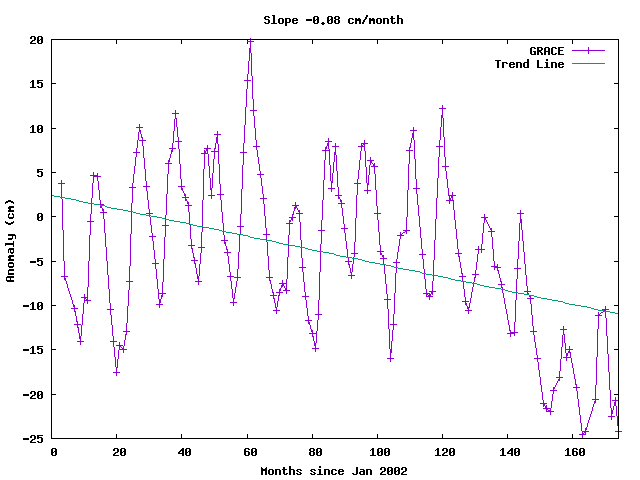 Slope -0.08 cm/month
GRACE
Trend Line
20
15
10
5
0
-5
-10
-15
-20
-25
Anomaly (cm)
0 20 40 60 80 100 120 140 160
Months since Jan 2002